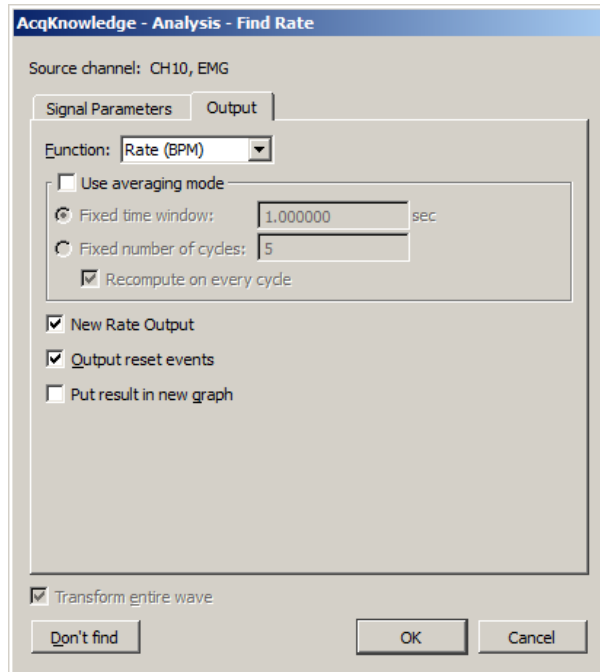 AcqKnowledge - Analysis - Find Rate
Source channel: CH10, EMG
Signal Parameters Output
Function: Rate (BPM)
Use averaging mode
Fixed time window: 1.000000 sec
Fixed number of cycles: 5
Recompute on every cycle
New Rate Output
Output reset events
Put result in new graph
Transform entire wave
Don't find OK Cancel